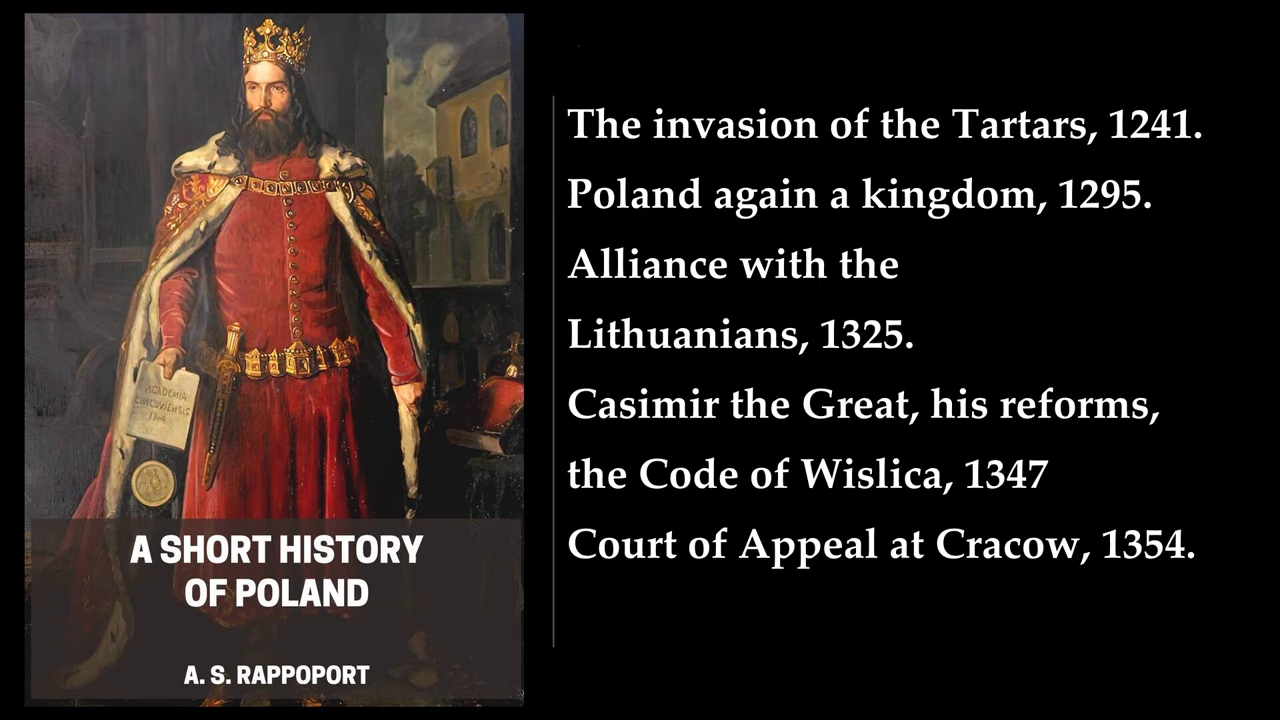 ACADEMIA
A SHORT HISTORY
OF POLAND
A. S. RAPPOPORT
The invasion of the Tartars, 1241.
Poland again a kingdom, 1295.
Alliance with the
Lithuanians, 1325.
Casimir the Great, his reforms,
the Code of Wislica, 1347
Court of Appeal at Cracow, 1354.